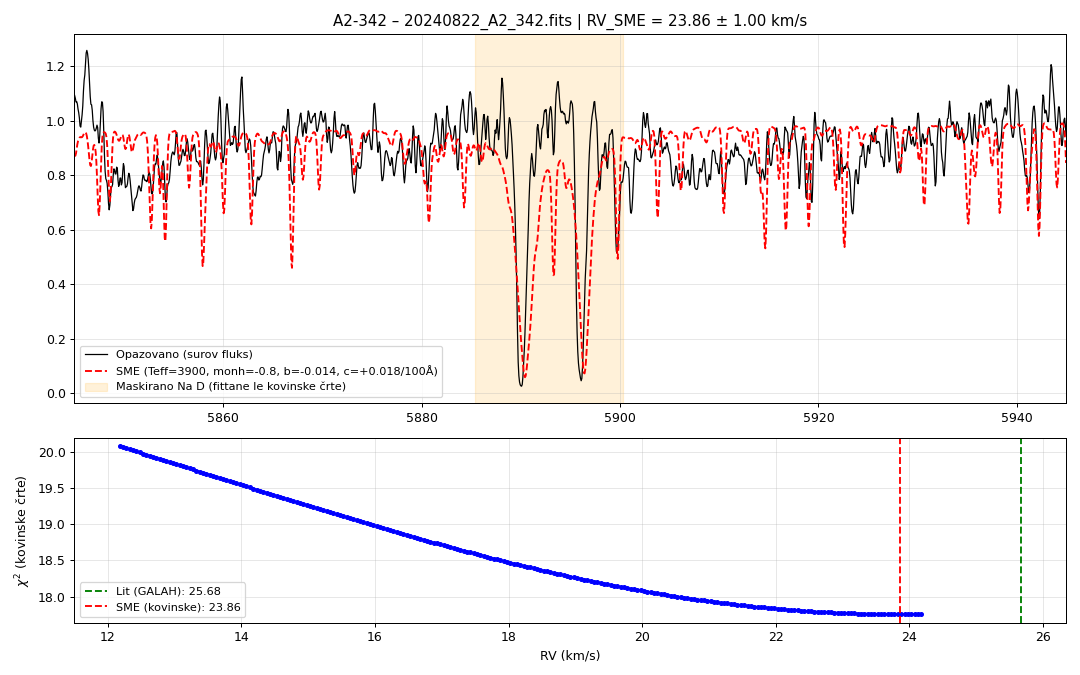 A2-342 – 20240822_A2_342.fits | RV_SME = 23.86 ± 1.00 km/s
1.2
1.0
0.8
0.6
0.4
0.2
0.0
Opazovano (surov fluks)
SME (Teff=3900, monh=-0.8, b=-0.014, c=+0.018/100Å)
Maskirano Na D (fittane le kovinske črte)
5860 5880 5900 5920 5940
χ² (kovinske črte)
20.0
19.5
19.0
18.5
18.0
Lit (GALAH): 25.68
SME (kovinske): 23.86
12 14 16 18 20 22 24 26
RV (km/s)